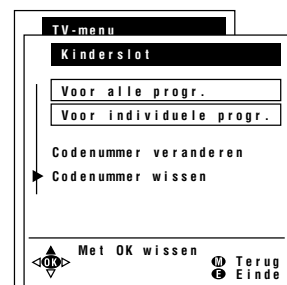 TV-menu
Kinderslot
Voor alle progr.
Voor individuele progr.
Codenummer veranderen
Codenummer wissen
Met OK wissen
OK
M Terug
E Einde